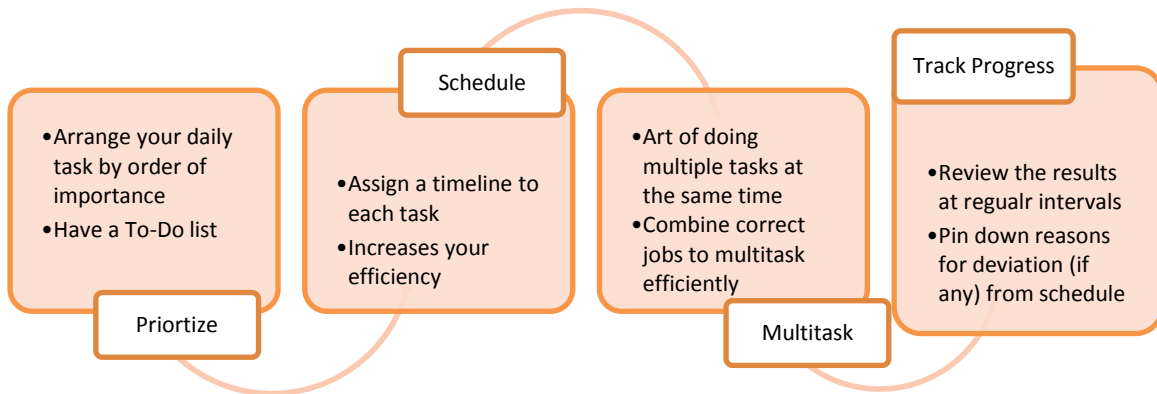 •Arrange your daily
task by order of
importance
•Have a To-Do list
Priortize
Schedule
•Assign a timeline to
each task
•Increases your
efficiency
•Art of doing
multiple tasks at
the same time
•Combine correct
jobs to multitask
efficiently
Multitask
Track Progress
•Review the results
at regualr intervals
•Pin down reasons
for deviation (if
any) from schedule